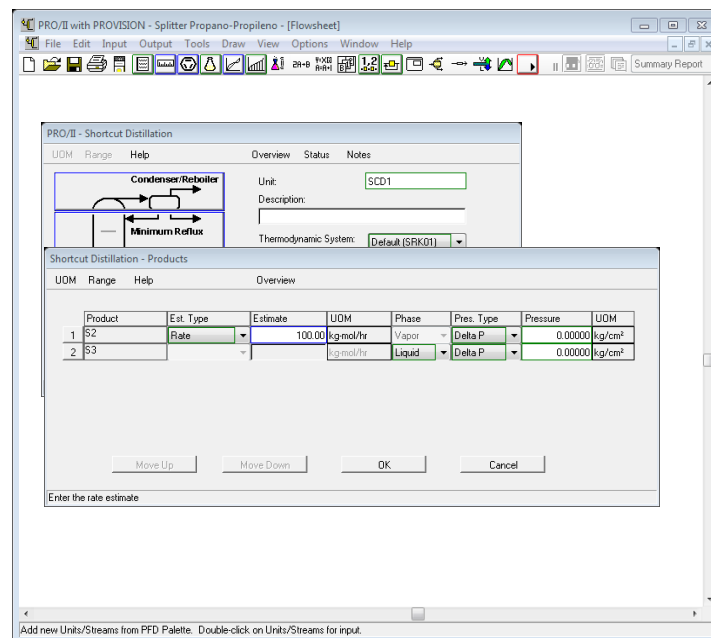 PRO/II with PROVISION - Splitter Propano-Propileno - [Flowsheet]
File Edit Input Output Tools Draw View Options Window Help
Summary Report
PRO/II - Shortcut Distillation
UOM Range Help Overview Status Notes
Condenser/Reboiler
Unit: SCD1
Description:
Minimum Reflux
Thermodynamic System: Default (SRK01)
Shortcut Distillation - Products
UOM Range Help Overview
Product Est. Type Estimate UOM Phase Pres. Type Pressure UOM
1 S2 Rate 100.00 kg-mol/hr Vapor Delta P 0.00000 kg/cm²
2 S3 kg-mol/hr Liquid Delta P 0.00000 kg/cm²
Move Up Move Down OK Cancel
Enter the rate estimate
Add new Units/Streams from PFD Palette. Double-click on Units/Streams for input.